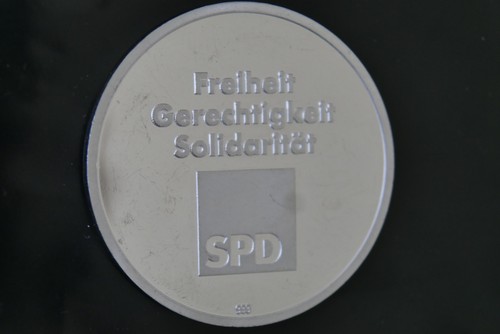 Freiheit
Gerechtigkeit
Solidarität
SPD
999